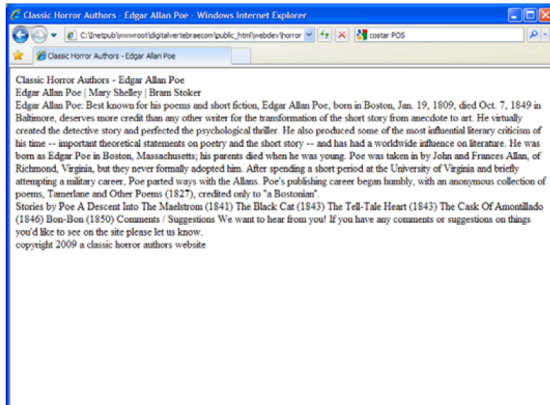 Classic Horror Authors - Edgar Allan Poe - Windows Internet Explorer
C:\Inetpub\wwwroot\digitalvertebraecom\public_html\webdev\horror
costar POS
Classic Horror Authors - Edgar Allan Poe
Classic Horror Authors - Edgar Allan Poe
Edgar Allan Poe | Mary Shelley | Bram Stoker
Edgar Allan Poe: Best known for his poems and short fiction, Edgar Allan Poe, born in Boston, Jan. 19, 1809, died Oct. 7, 1849 in
Baltimore, deserves more credit than any other writer for the transformation of the short story from anecdote to art. He virtually
created the detective story and perfected the psychological thriller. He also produced some of the most influential literary criticism of
his time -- important theoretical statements on poetry and the short story -- and has had a worldwide influence on literature. He was
born as Edgar Poe in Boston, Massachusetts; his parents died when he was young. Poe was taken in by John and Frances Allan, of
Richmond, Virginia, but they never formally adopted him. After spending a short period at the University of Virginia and briefly
attempting a military career, Poe parted ways with the Allans. Poe's publishing career began humbly, with an anonymous collection of
poems, Tamerlane and Other Poems (1827), credited only to "a Bostonian".
Stories by Poe A Descent Into The Maelstrom (1841) The Black Cat (1843) The Tell-Tale Heart (1843) The Cask Of Amontillado
(1846) Bon-Bon (1850) Comments / Suggestions We want to hear from you! If you have any comments or suggestions on things
you'd like to see on the site please let us know.
copyright 2009 a classic horror authors website